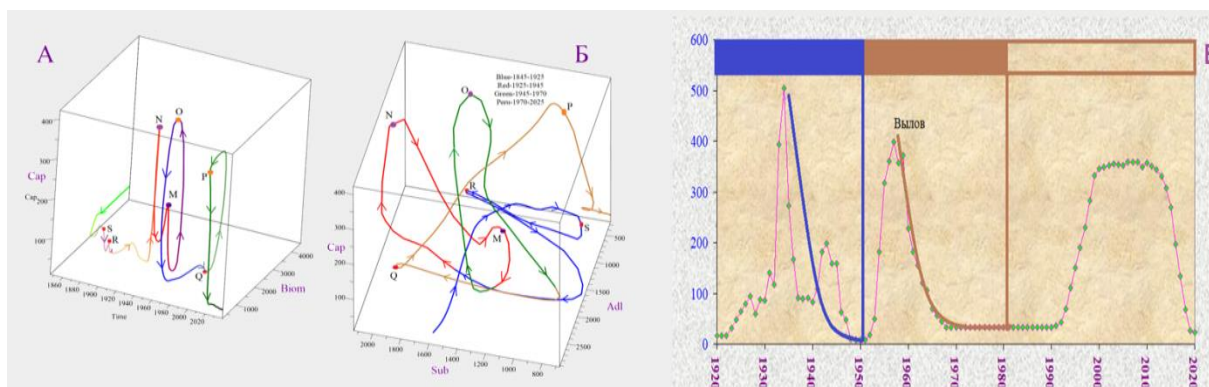 А
400
300
200
100
Cap
Cap
N
O
M
P
S
R
Q
4000
3000
2000
1000
Biom
1860 1880 1900 1920 1940 1960 1980 2000 2020
Time
Б
Blue-1845-1925
Red-1925-1945
Green-1945-1970
Peru-1970-2025
N
O
P
R
S
M
Q
400
300
200
100
Cap
500
1000
1500
2000
2500
Adl
2000 1800 1600 1400 1200 1000 800
Sub
600
500
400
300
200
100
0
Вылов
1920 1930 1940 1950 1960 1970 1980 1990 2000 2010 2020